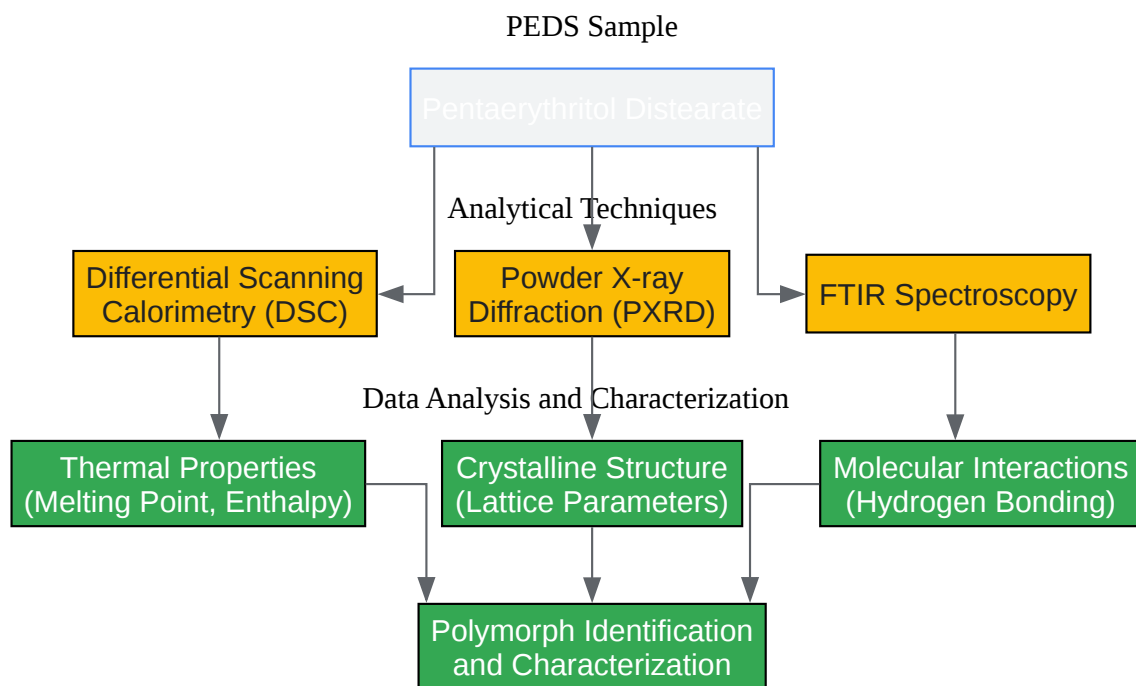 PEDS Sample
Pentaerythritol Distearate
Analytical Techniques
Differential Scanning
Calorimetry (DSC)
Powder X-ray
Diffraction (PXRD)
FTIR Spectroscopy
Data Analysis and Characterization
Thermal Properties
(Melting Point, Enthalpy)
Crystalline Structure
(Lattice Parameters)
Molecular Interactions
(Hydrogen Bonding)
Polymorph Identification
and Characterization